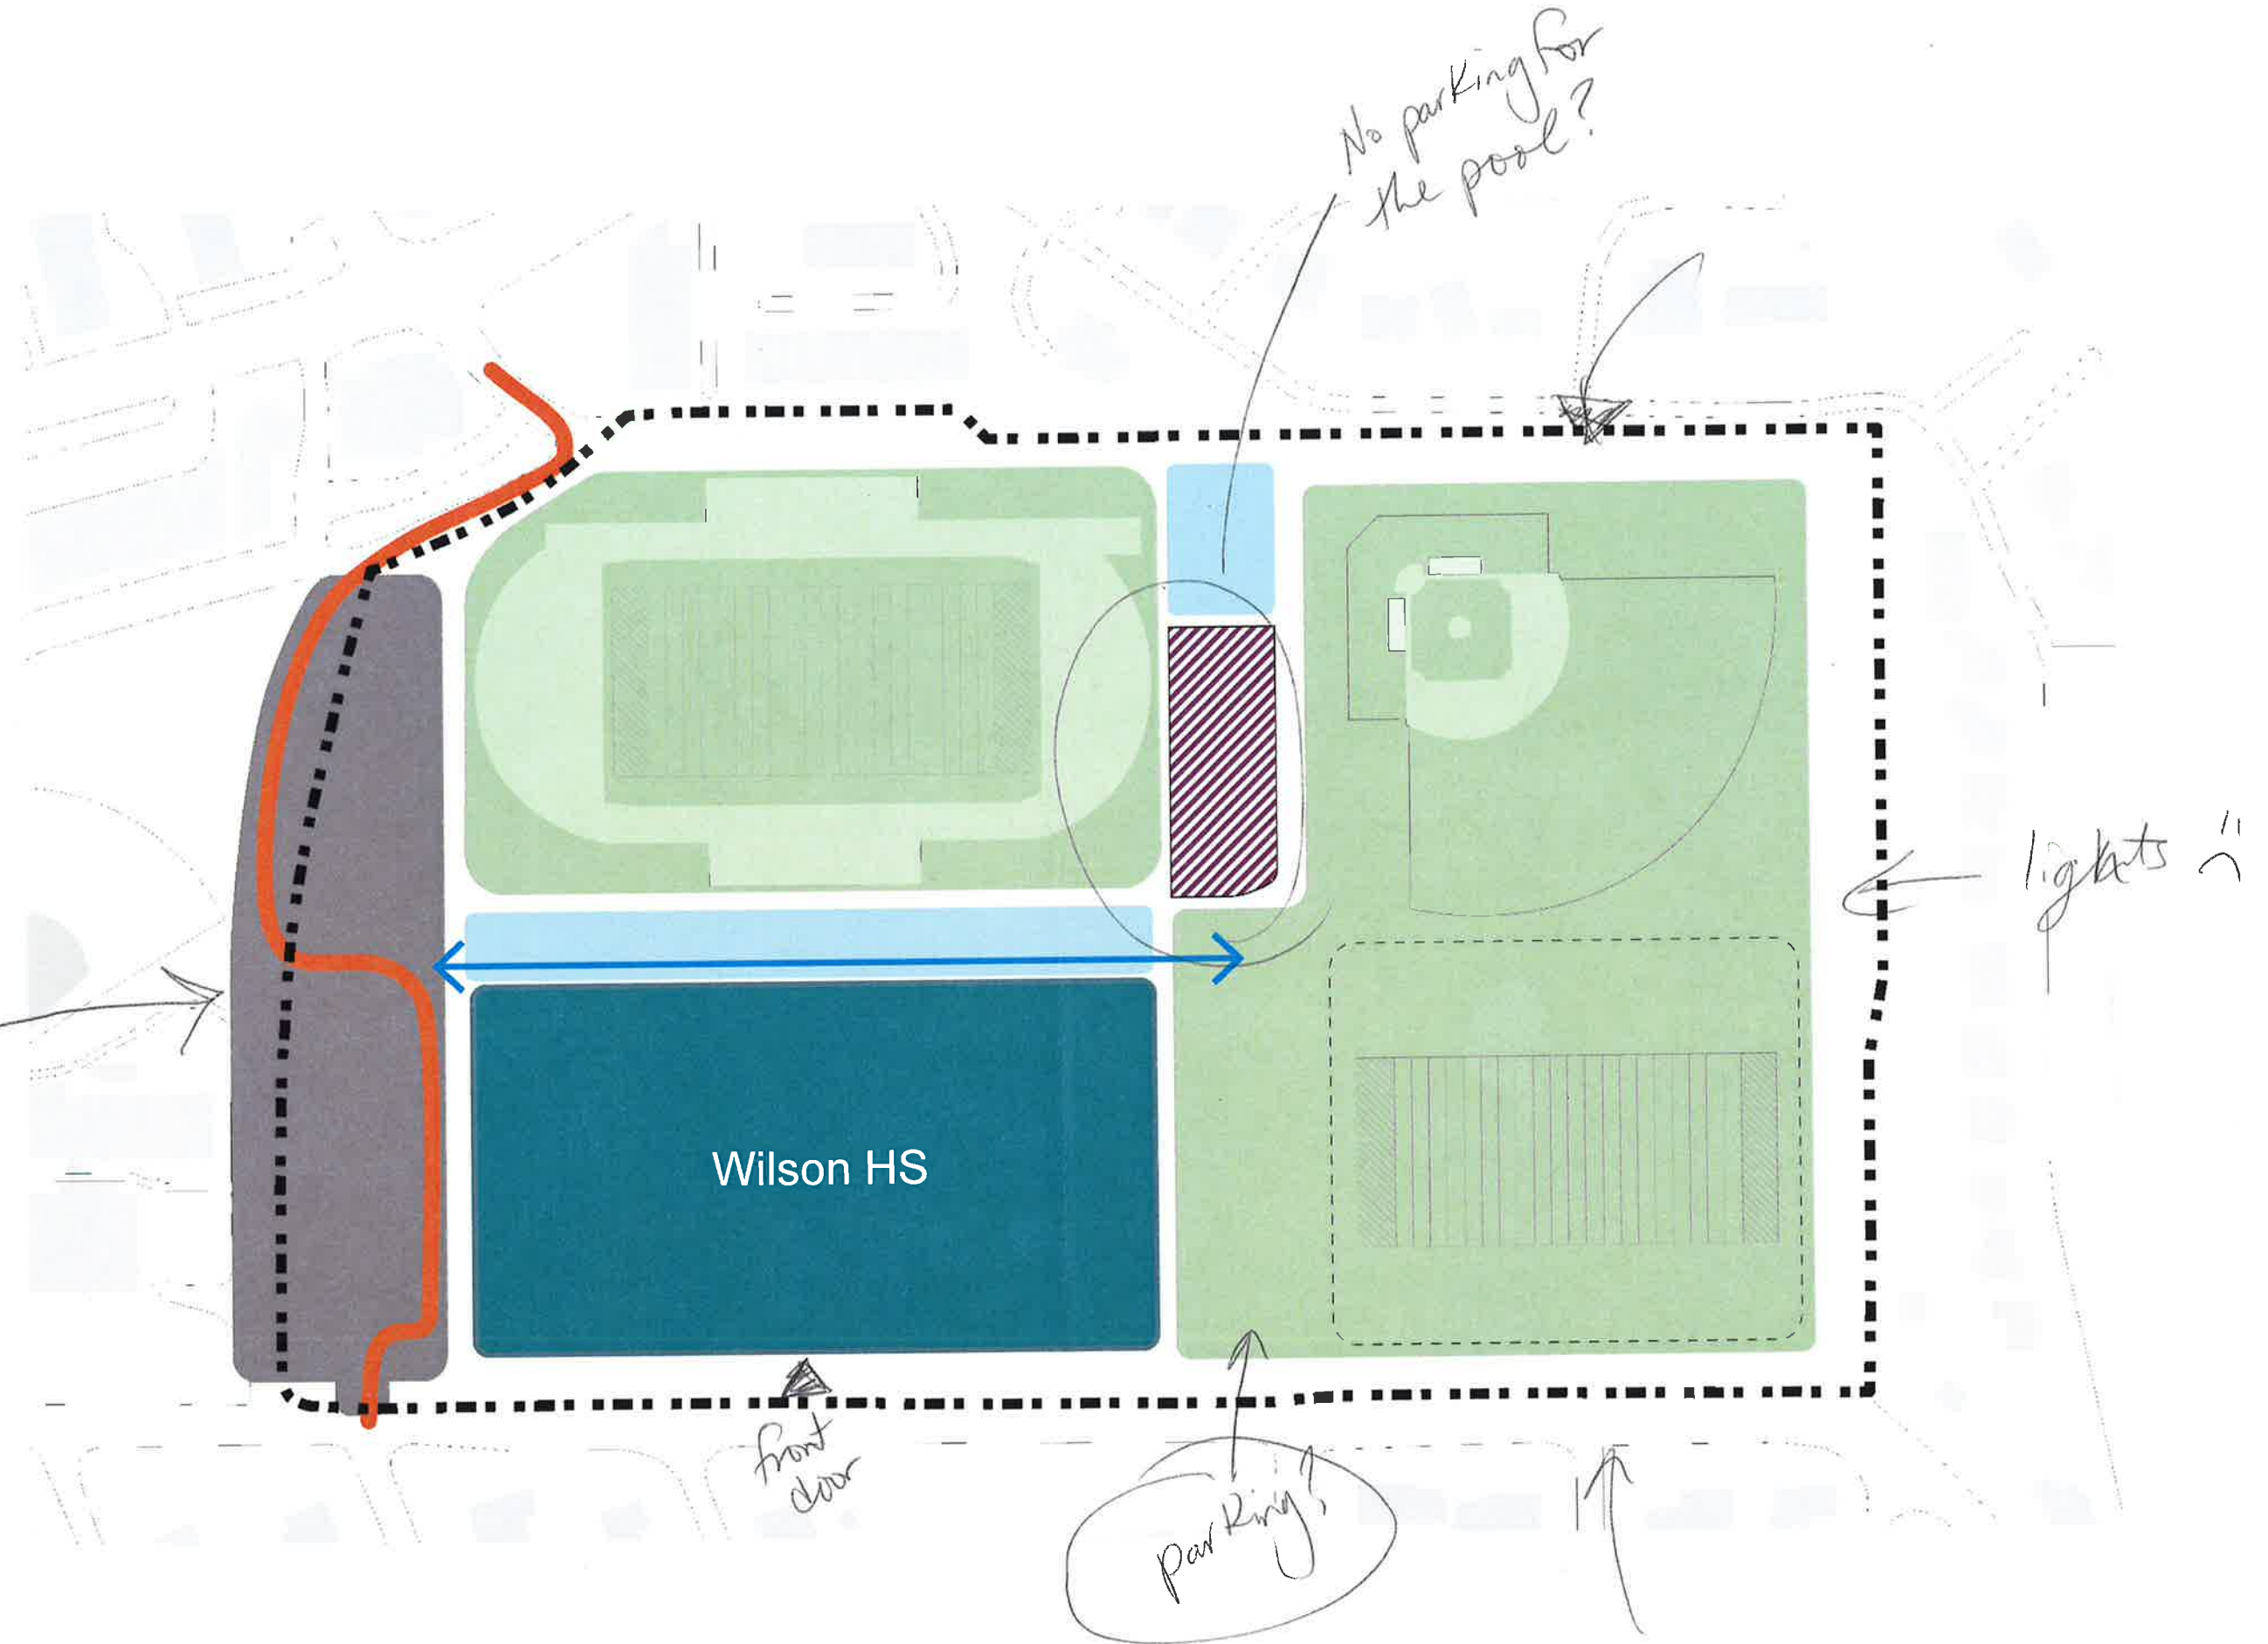 No parking for
the pool?
lights
Wilson HS
front
door
parking?